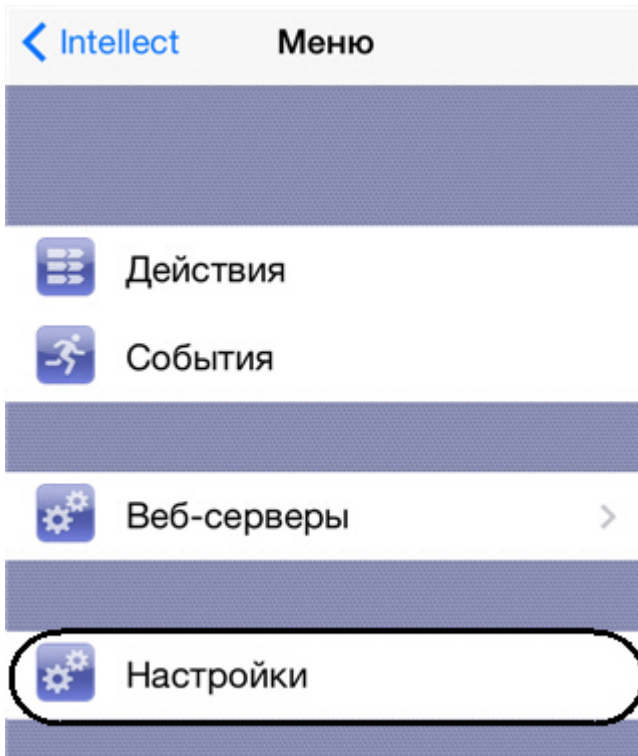 Intellect Меню
Действия
События
Веб-серверы
Настройки